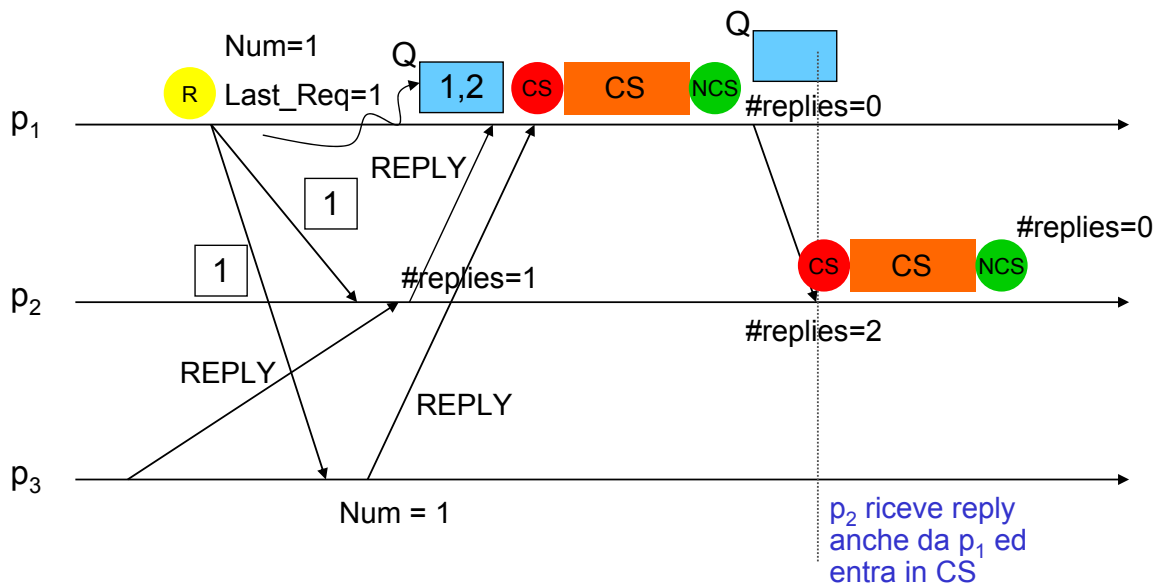 Num=1
Q
Q
R
Last_Req=1
1,2
CS
CS
NCS
#replies=0
p1
REPLY
1
1
#replies=0
CS
CS
NCS
#replies=1
p2
#replies=2
REPLY
REPLY
p3
Num = 1
p2 riceve reply
anche da p1 ed
entra in CS